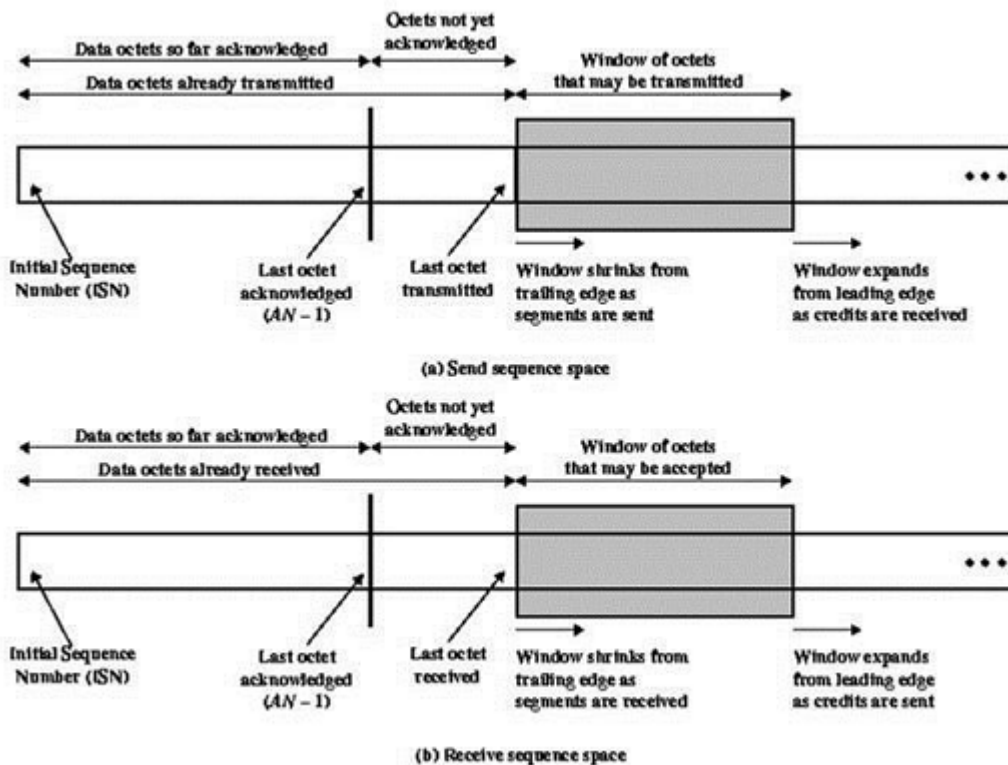 Octets not yet
acknowledged
Data octets so far acknowledged
Window of octets
that may be transmitted
Data octets already transmitted
Initial Sequence
Number (ISN)
Last octet
acknowledged
(AN – 1)
Last octet
transmitted
Window shrinks from
trailing edge as
segments are sent
Window expands
from leading edge
as credits are received
(a) Send sequence space
Octets not yet
acknowledged
Data octets so far acknowledged
Window of octets
that may be accepted
Data octets already received
Initial Sequence
Number (ISN)
Last octet
acknowledged
(AN – 1)
Last octet
received
Window shrinks from
trailing edge as
segments are received
Window expands
from leading edge
as credits are sent
(b) Receive sequence space